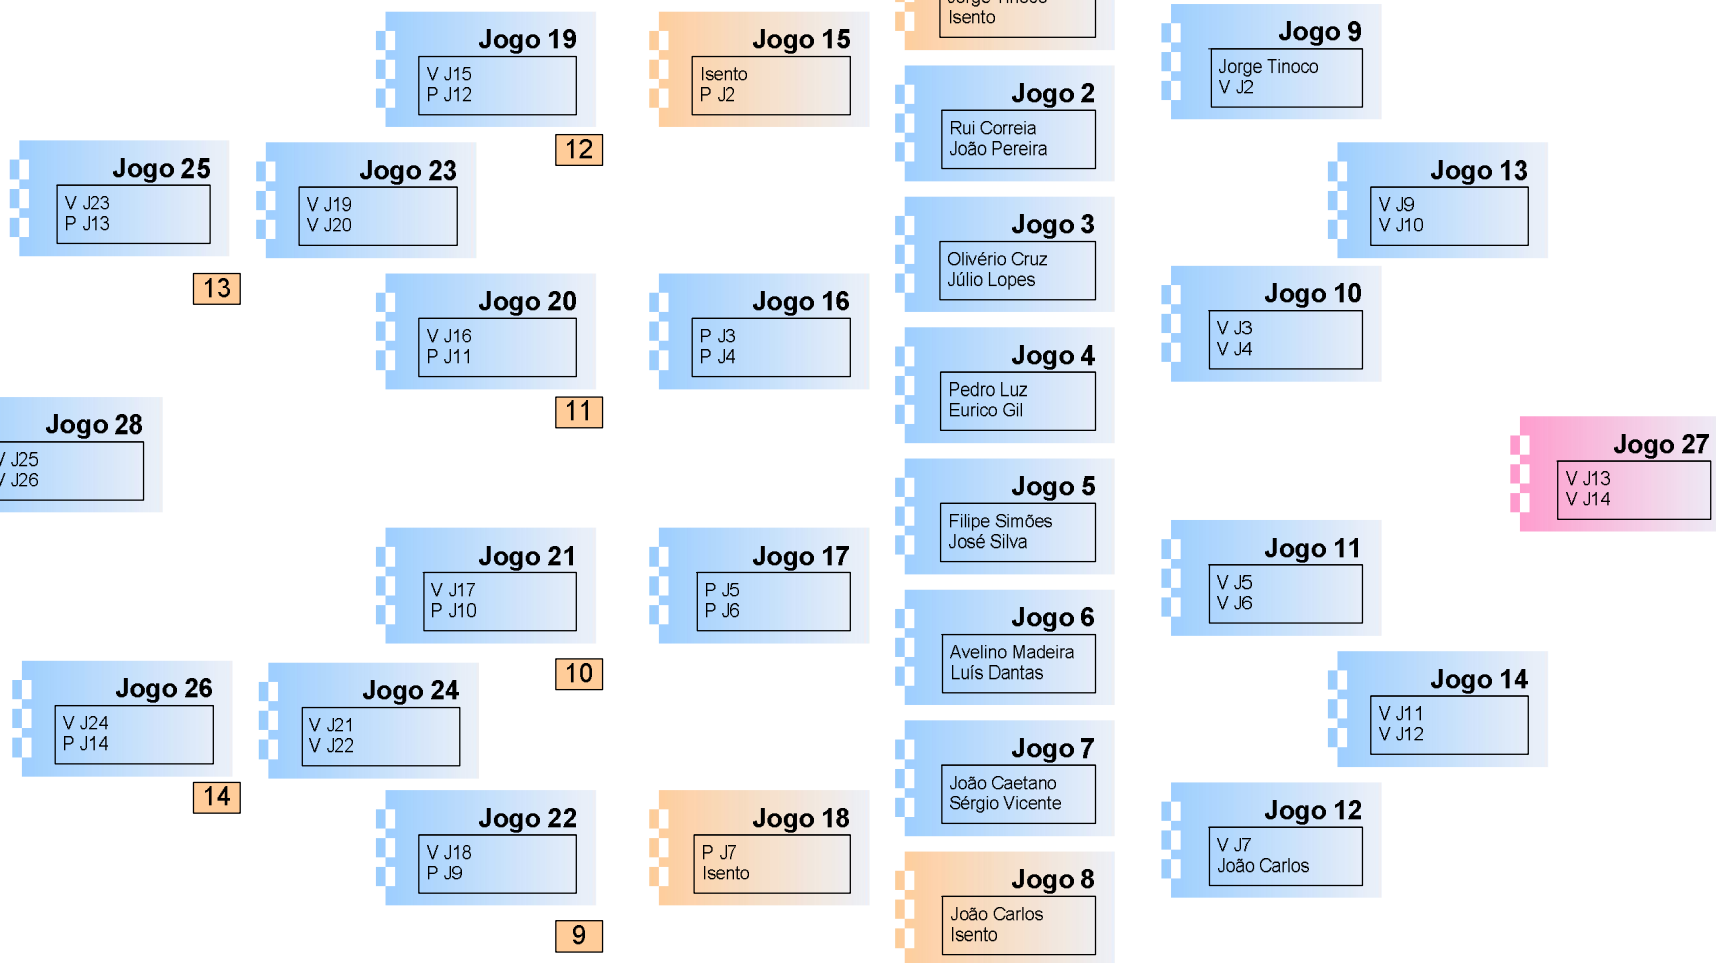 Jorge Tinoco
Isento
Jogo 19
V J15
P J12
12
Jogo 15
Isento
P J2
Jogo 9
Jorge Tinoco
V J2
Jogo 2
Rui Correia
João Pereira
Jogo 25
V J23
P J13
13
Jogo 23
V J19
V J20
Jogo 13
V J9
V J10
Jogo 3
Olivério Cruz
Júlio Lopes
Jogo 20
V J16
P J11
11
Jogo 16
P J3
P J4
Jogo 10
V J3
V J4
Jogo 4
Pedro Luz
Eurico Gil
Jogo 28
V J25
V J26
Jogo 27
V J13
V J14
Jogo 5
Filipe Simões
José Silva
Jogo 21
V J17
P J10
10
Jogo 17
P J5
P J6
Jogo 11
V J5
V J6
Jogo 6
Avelino Madeira
Luís Dantas
Jogo 26
V J24
P J14
14
Jogo 24
V J21
V J22
Jogo 14
V J11
V J12
Jogo 7
João Caetano
Sérgio Vicente
Jogo 22
V J18
P J9
9
Jogo 18
P J7
Isento
Jogo 12
V J7
João Carlos
Jogo 8
João Carlos
Isento